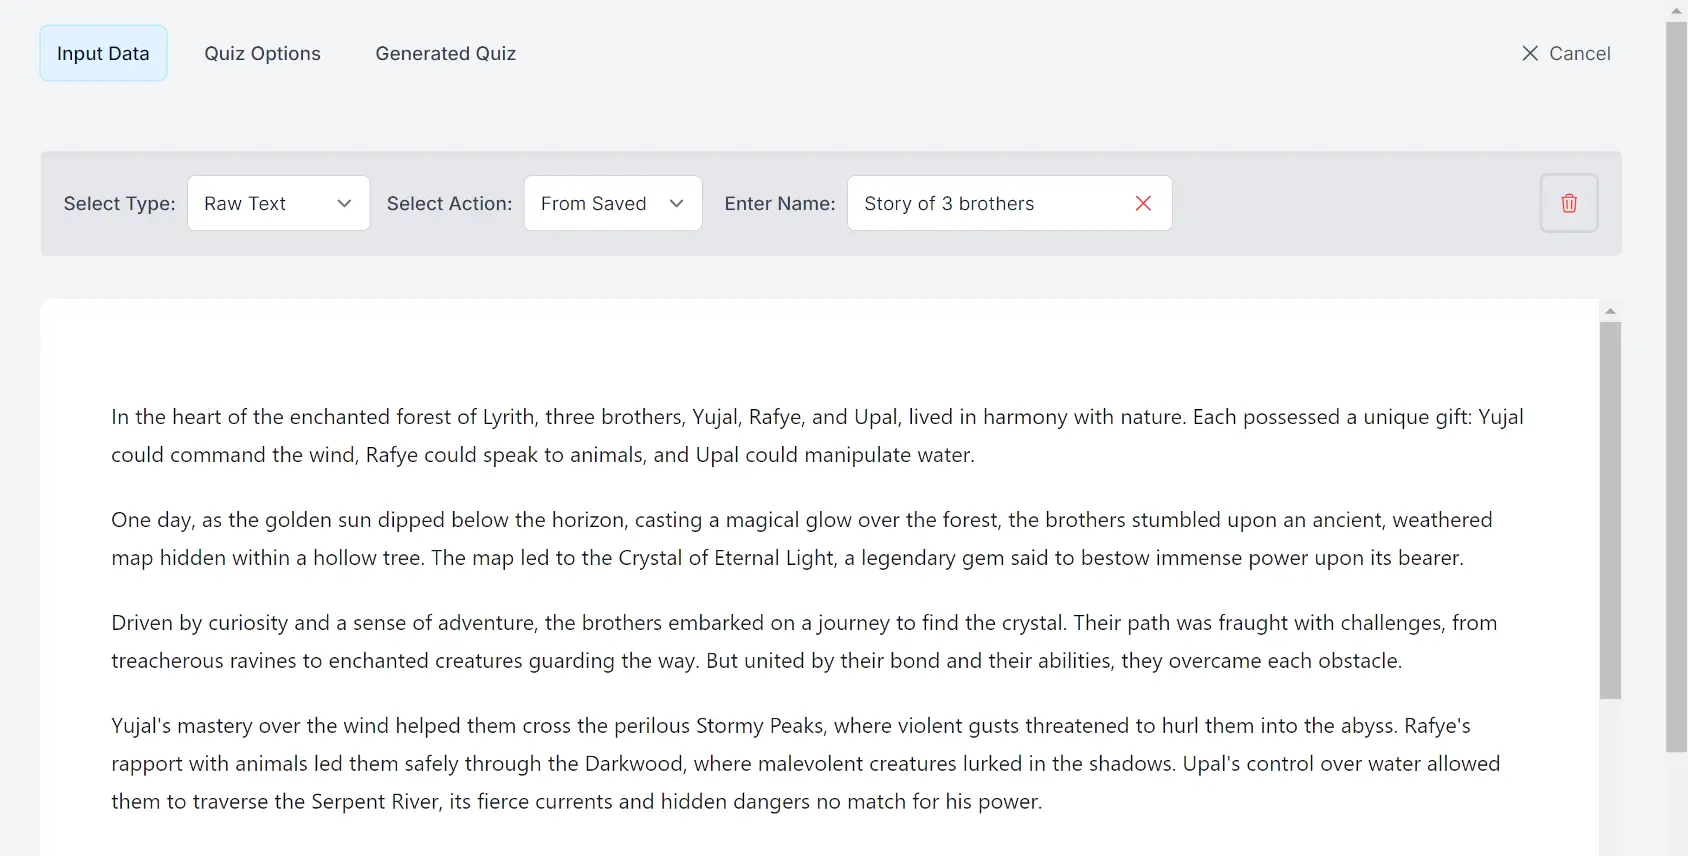 Input Data
Quiz Options
Generated Quiz
Cancel
Select Type:
Raw Text
Select Action:
From Saved
Enter Name:
Story of 3 brothers
In the heart of the enchanted forest of Lyrith, three brothers, Yujal, Rafye, and Upal, lived in harmony with nature. Each possessed a unique gift: Yujal
could command the wind, Rafye could speak to animals, and Upal could manipulate water.
One day, as the golden sun dipped below the horizon, casting a magical glow over the forest, the brothers stumbled upon an ancient, weathered
map hidden within a hollow tree. The map led to the Crystal of Eternal Light, a legendary gem said to bestow immense power upon its bearer.
Driven by curiosity and a sense of adventure, the brothers embarked on a journey to find the crystal. Their path was fraught with challenges, from
treacherous ravines to enchanted creatures guarding the way. But united by their bond and their abilities, they overcame each obstacle.
Yujal's mastery over the wind helped them cross the perilous Stormy Peaks, where violent gusts threatened to hurl them into the abyss. Rafye's
rapport with animals led them safely through the Darkwood, where malevolent creatures lurked in the shadows. Upal's control over water allowed
them to traverse the Serpent River, its fierce currents and hidden dangers no match for his power.